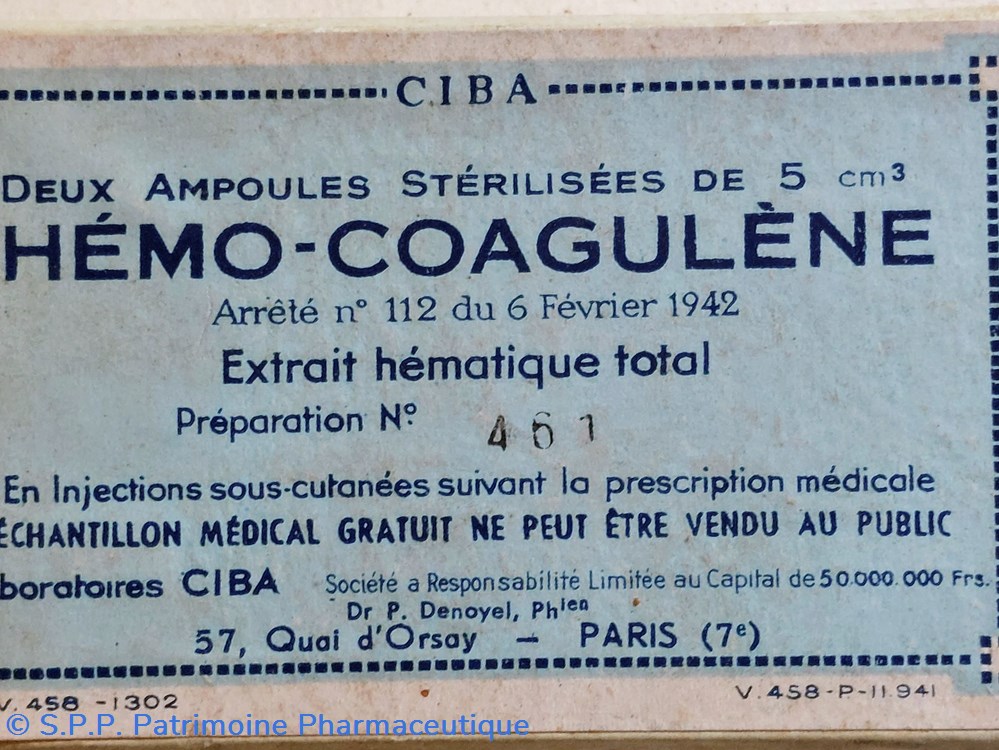 CIBA
DEUX AMPOULES STÉRILISÉES DE 5 cm³
HÉMO-COAGULÈNE
Arrêté n° 112 du 6 Février 1942
Extrait hématique total
Préparation Nº 461
En Injections sous-cutanées suivant la prescription médicale
ÉCHANTILLON MÉDICAL GRATUIT NE PEUT ÊTRE VENDU AU PUBLIC
boratoires CIBA Société a Responsabilité Limitée au Capital de 50.000.000 Frs.
Dr P. Denoyel, Phien
57, Quai d'Orsay — PARIS (7e)
V.458 -1302 V.458-P-11.941
© S.P.P. Patrimoine Pharmaceutique